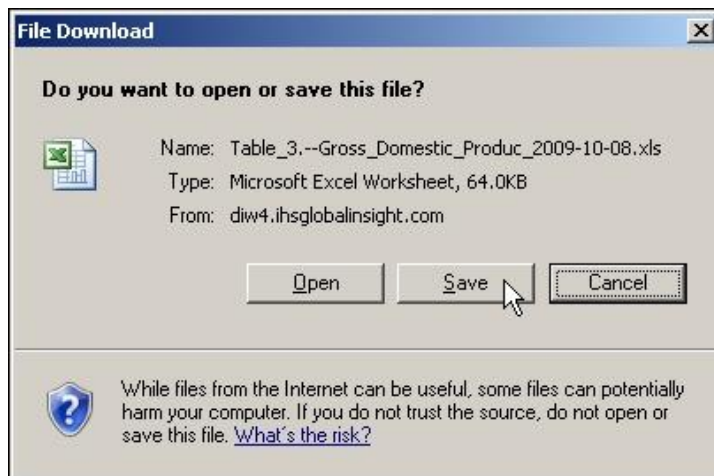 File Download
Do you want to open or save this file?
Name: Table_3.--Gross_Domestic_Produc_2009-10-08.xls
Type: Microsoft Excel Worksheet, 64.0KB
From: diw4.ihsglobalinsight.com
Open Save Cancel
While files from the Internet can be useful, some files can potentially
harm your computer. If you do not trust the source, do not open or
save this file. What's the risk?